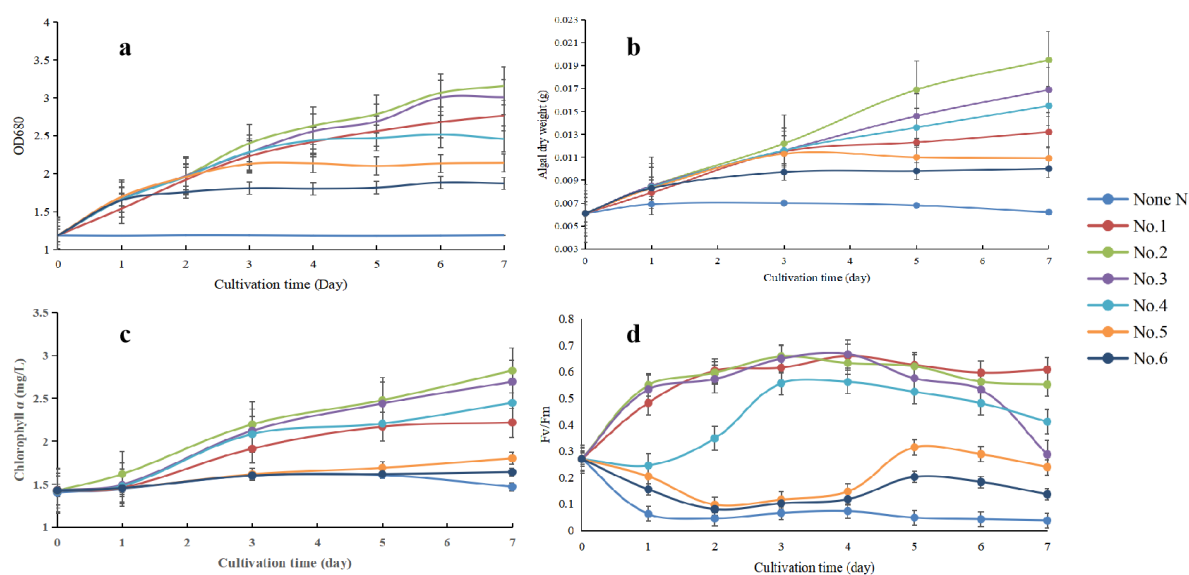 a
OD680
4
3.5
3
2.5
2
1.5
1
0 1 2 3 4 5 6 7
Cultivation time (Day)
b
Algal dry weight (g)
0.023
0.021
0.019
0.017
0.015
0.013
0.011
0.009
0.007
0.005
0.003
0 1 2 3 4 5 6 7
Cultivation time (day)
c
Chlorophyll a (mg/L)
3.5
3
2.5
2
1.5
1
0 1 2 3 4 5 6 7
Cultivation time (day)
d
Fv/Fm
0.8
0.7
0.6
0.5
0.4
0.3
0.2
0.1
0
0 1 2 3 4 5 6 7
Cultivation time (day)
None N
No.1
No.2
No.3
No.4
No.5
No.6